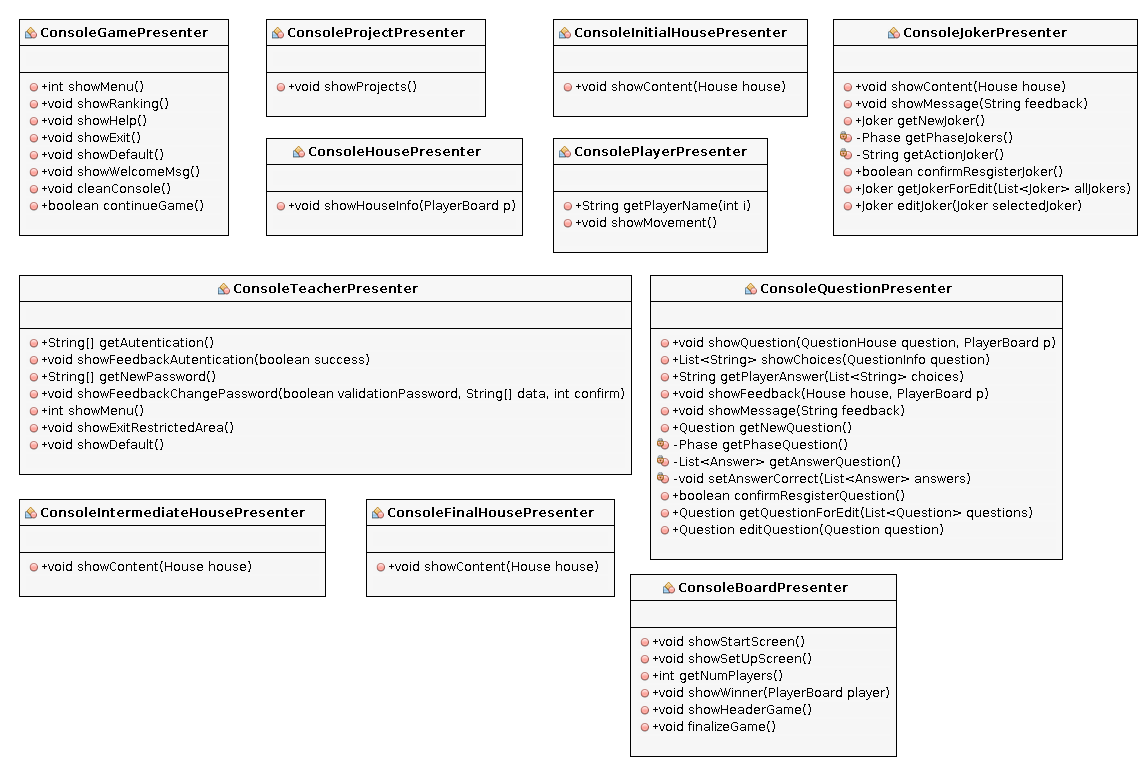 ConsoleGamePresenter
+int showMenu()
+void showRanking()
+void showHelp()
+void showExit()
+void showDefault()
+void showWelcomeMsg()
+void cleanConsole()
+boolean continueGame()
ConsoleProjectPresenter
+void showProjects()
ConsoleHousePresenter
+void showHouseInfo(PlayerBoard p)
ConsoleInitialHousePresenter
+void showContent(House house)
ConsolePlayerPresenter
+String getPlayerName(int i)
+void showMovement()
ConsoleJokerPresenter
+void showContent(House house)
+void showMessage(String feedback)
+Joker getNewJoker()
-Phase getPhaseJokers()
-String getActionJoker()
+boolean confirmResgisterJoker()
+Joker getJokerForEdit(List<Joker> allJokers)
+Joker editJoker(Joker selectedJoker)
ConsoleTeacherPresenter
+String[] getAutentication()
+void showFeedbackAutentication(boolean success)
+String[] getNewPassword()
+void showFeedbackChangePassword(boolean validationPassword, String[] data, int confirm)
+int showMenu()
+void showExitRestrictedArea()
+void showDefault()
ConsoleQuestionPresenter
+void showQuestion(QuestionHouse question, PlayerBoard p)
+List<String> showChoices(QuestionInfo question)
+String getPlayerAnswer(List<String> choices)
+void showFeedback(House house, PlayerBoard p)
+void showMessage(String feedback)
+Question getNewQuestion()
-Phase getPhaseQuestion()
-List<Answer> getAnswerQuestion()
-void setAnswerCorrect(List<Answer> answers)
+boolean confirmResgisterQuestion()
+Question getQuestionForEdit(List<Question> questions)
+Question editQuestion(Question question)
ConsoleIntermediateHousePresenter
+void showContent(House house)
ConsoleFinalHousePresenter
+void showContent(House house)
ConsoleBoardPresenter
+void showStartScreen()
+void showSetUpScreen()
+int getNumPlayers()
+void showWinner(PlayerBoard player)
+void showHeaderGame()
+void finalizeGame()